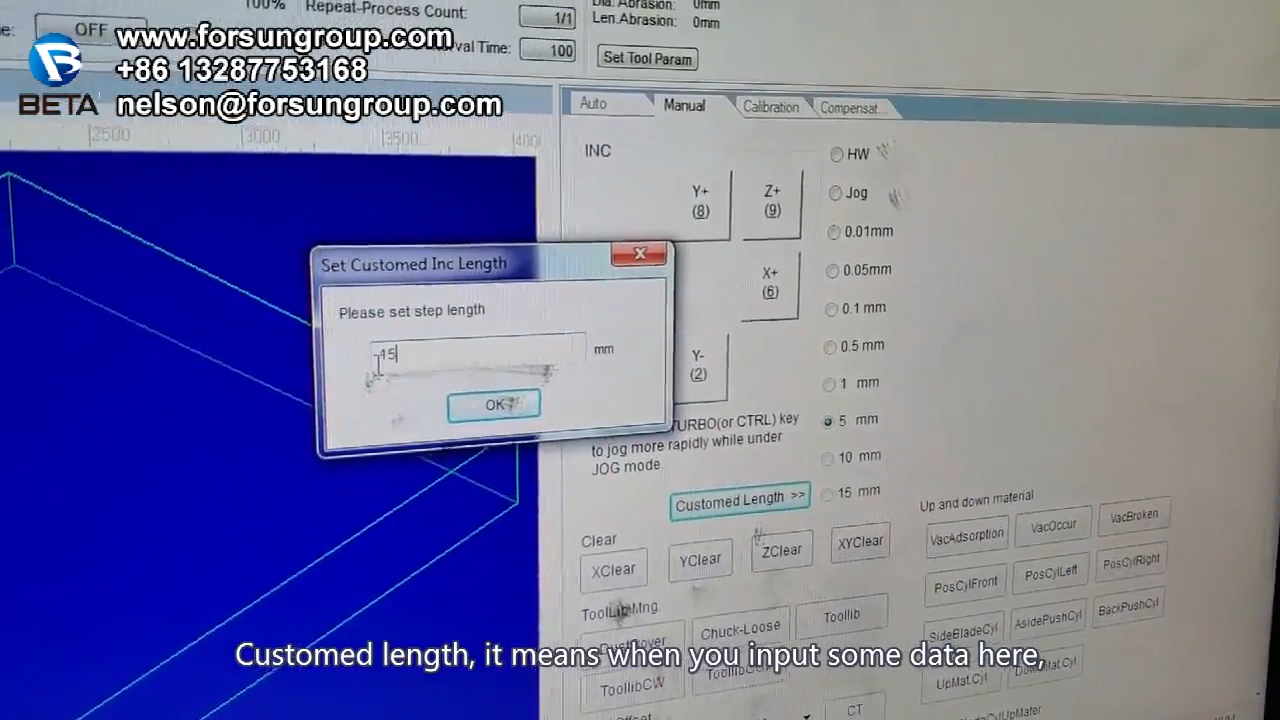 100%
Repeat-Process Count:
1/1
Dia. Abrasion:
0mm
Len.Abrasion:
0mm
OFF
Interval Time:
100
Set Tool Param
www.forsungroup.com
+86 13287753168
nelson@forsungroup.com
BETA
2500
3000
3500
400
Auto
Manual
Calibration
Compensat...
INC
HW
Y+
(8)
Z+
(9)
Jog
0.01mm
0.05mm
X+
(6)
0.1 mm
0.5 mm
Y-
(2)
1 mm
5 mm
10 mm
15 mm
Set Customed Inc Length
Please set step length
15
mm
OK
TURBO(or CTRL) key
to jog more rapidly while under
JOG mode.
Customed Length >>
Clear
XClear
YClear
ZClear
XYClear
Up and down material
VacAdsorption
VacOccur
VacBroken
PosCylFront
PosCylLeft
PosCylRight
SideBladeCyl
AsidePushCyl
BackPushCyl
UpMat.Cyl
ToolLibMng.
Chuck-Loose
Toollib
ToollibCW
CT
Customed length, it means when you input some data here,